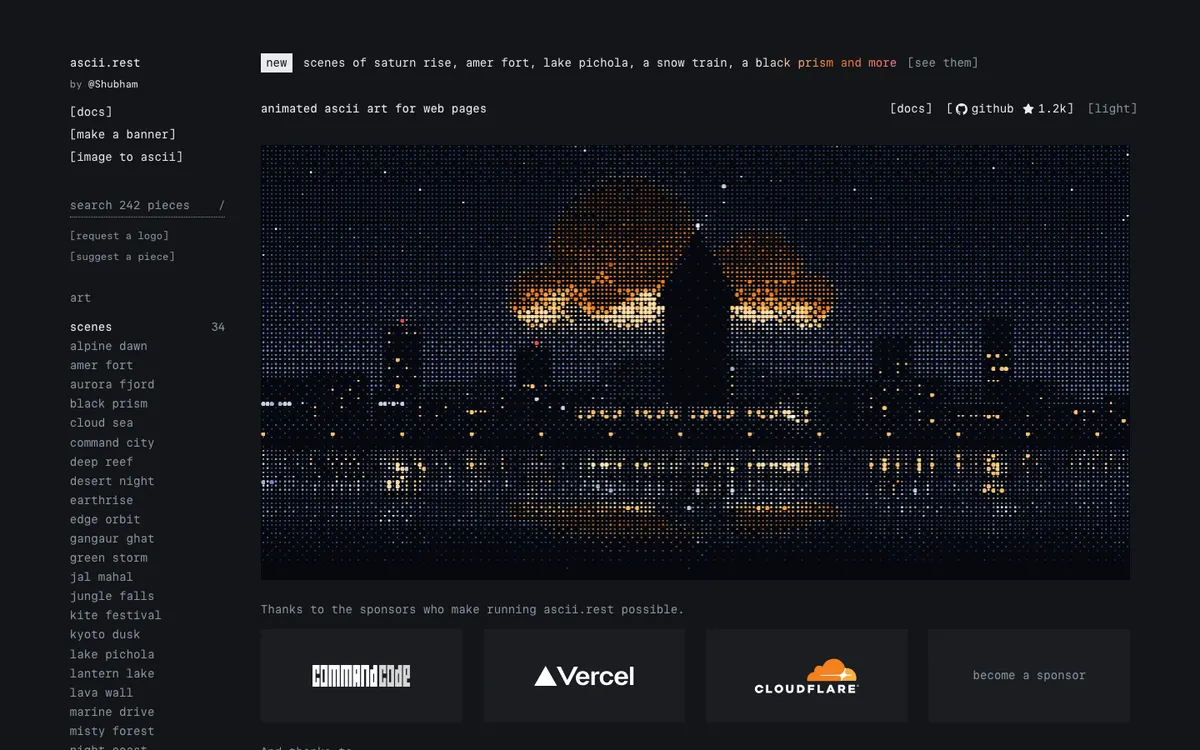 ascii.rest
by @Shubham
[docs]
[make a banner]
[image to ascii]
search 242 pieces /
[request a logo]
[suggest a piece]
art
scenes 34
alpine dawn
amer fort
aurora fjord
black prism
cloud sea
command city
deep reef
desert night
earthrise
edge orbit
gangaur ghat
green storm
jal mahal
jungle falls
kite festival
kyoto dusk
lake pichola
lantern lake
lava wall
marine drive
misty forest
new scenes of saturn rise, amer fort, lake pichola, a snow train, a black prism and more [see them]
animated ascii art for web pages
[docs] [github ★ 1.2k] [light]
Thanks to the sponsors who make running ascii.rest possible.
commandcode
Vercel
CLOUDFLARE
become a sponsor
And thanks to